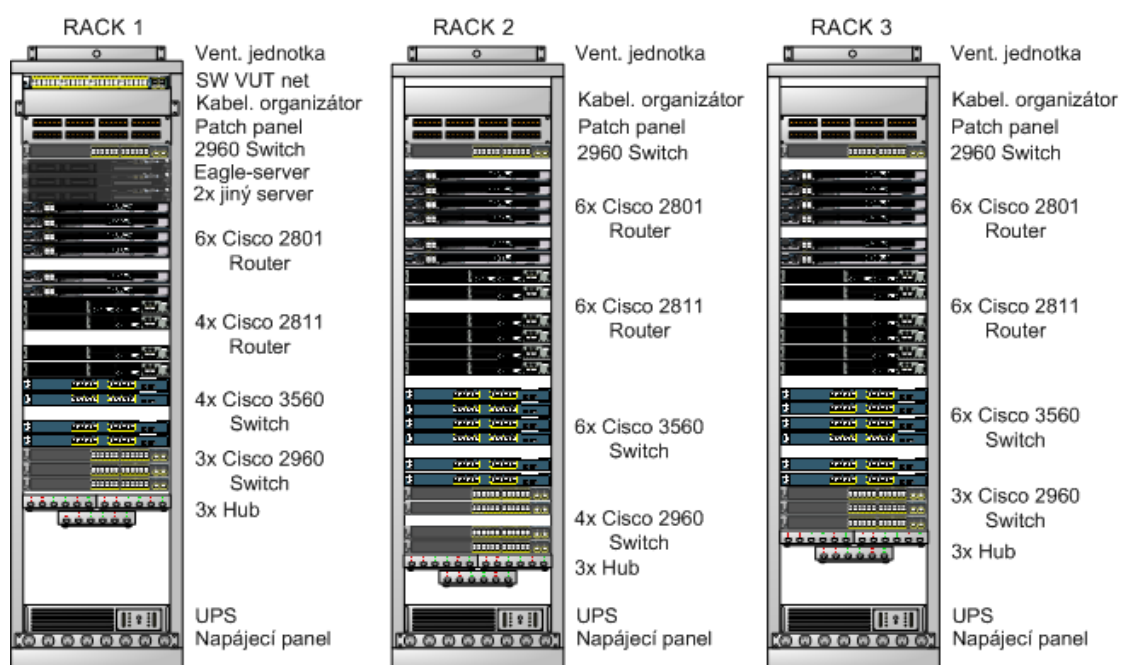 RACK 1
Vent. jednotka
SW VUT net
Kabel. organizátor
Patch panel
2960 Switch
Eagle-server
2x jiný server
6x Cisco 2801
Router
4x Cisco 2811
Router
4x Cisco 3560
Switch
3x Cisco 2960
Switch
3x Hub
UPS
Napájecí panel
RACK 2
Vent. jednotka
Kabel. organizátor
Patch panel
2960 Switch
6x Cisco 2801
Router
6x Cisco 2811
Router
6x Cisco 3560
Switch
4x Cisco 2960
Switch
3x Hub
UPS
Napájecí panel
RACK 3
Vent. jednotka
Kabel. organizátor
Patch panel
2960 Switch
6x Cisco 2801
Router
6x Cisco 2811
Router
6x Cisco 3560
Switch
3x Cisco 2960
Switch
3x Hub
UPS
Napájecí panel